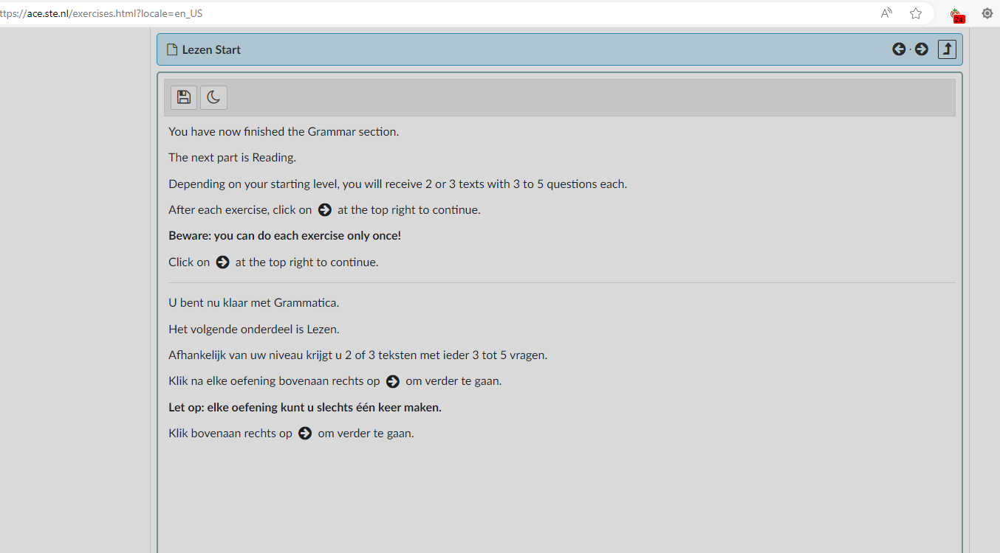 ttps://ace.ste.nl/exercises.html?locale=en_US
24
Lezen Start
You have now finished the Grammar section.
The next part is Reading.
Depending on your starting level, you will receive 2 or 3 texts with 3 to 5 questions each.
After each exercise, click on at the top right to continue.
Beware: you can do each exercise only once!
Click on at the top right to continue.
U bent nu klaar met Grammatica.
Het volgende onderdeel is Lezen.
Afhankelijk van uw niveau krijgt u 2 of 3 teksten met ieder 3 tot 5 vragen.
Klik na elke oefening bovenaan rechts op om verder te gaan.
Let op: elke oefening kunt u slechts één keer maken.
Klik bovenaan rechts op om verder te gaan.